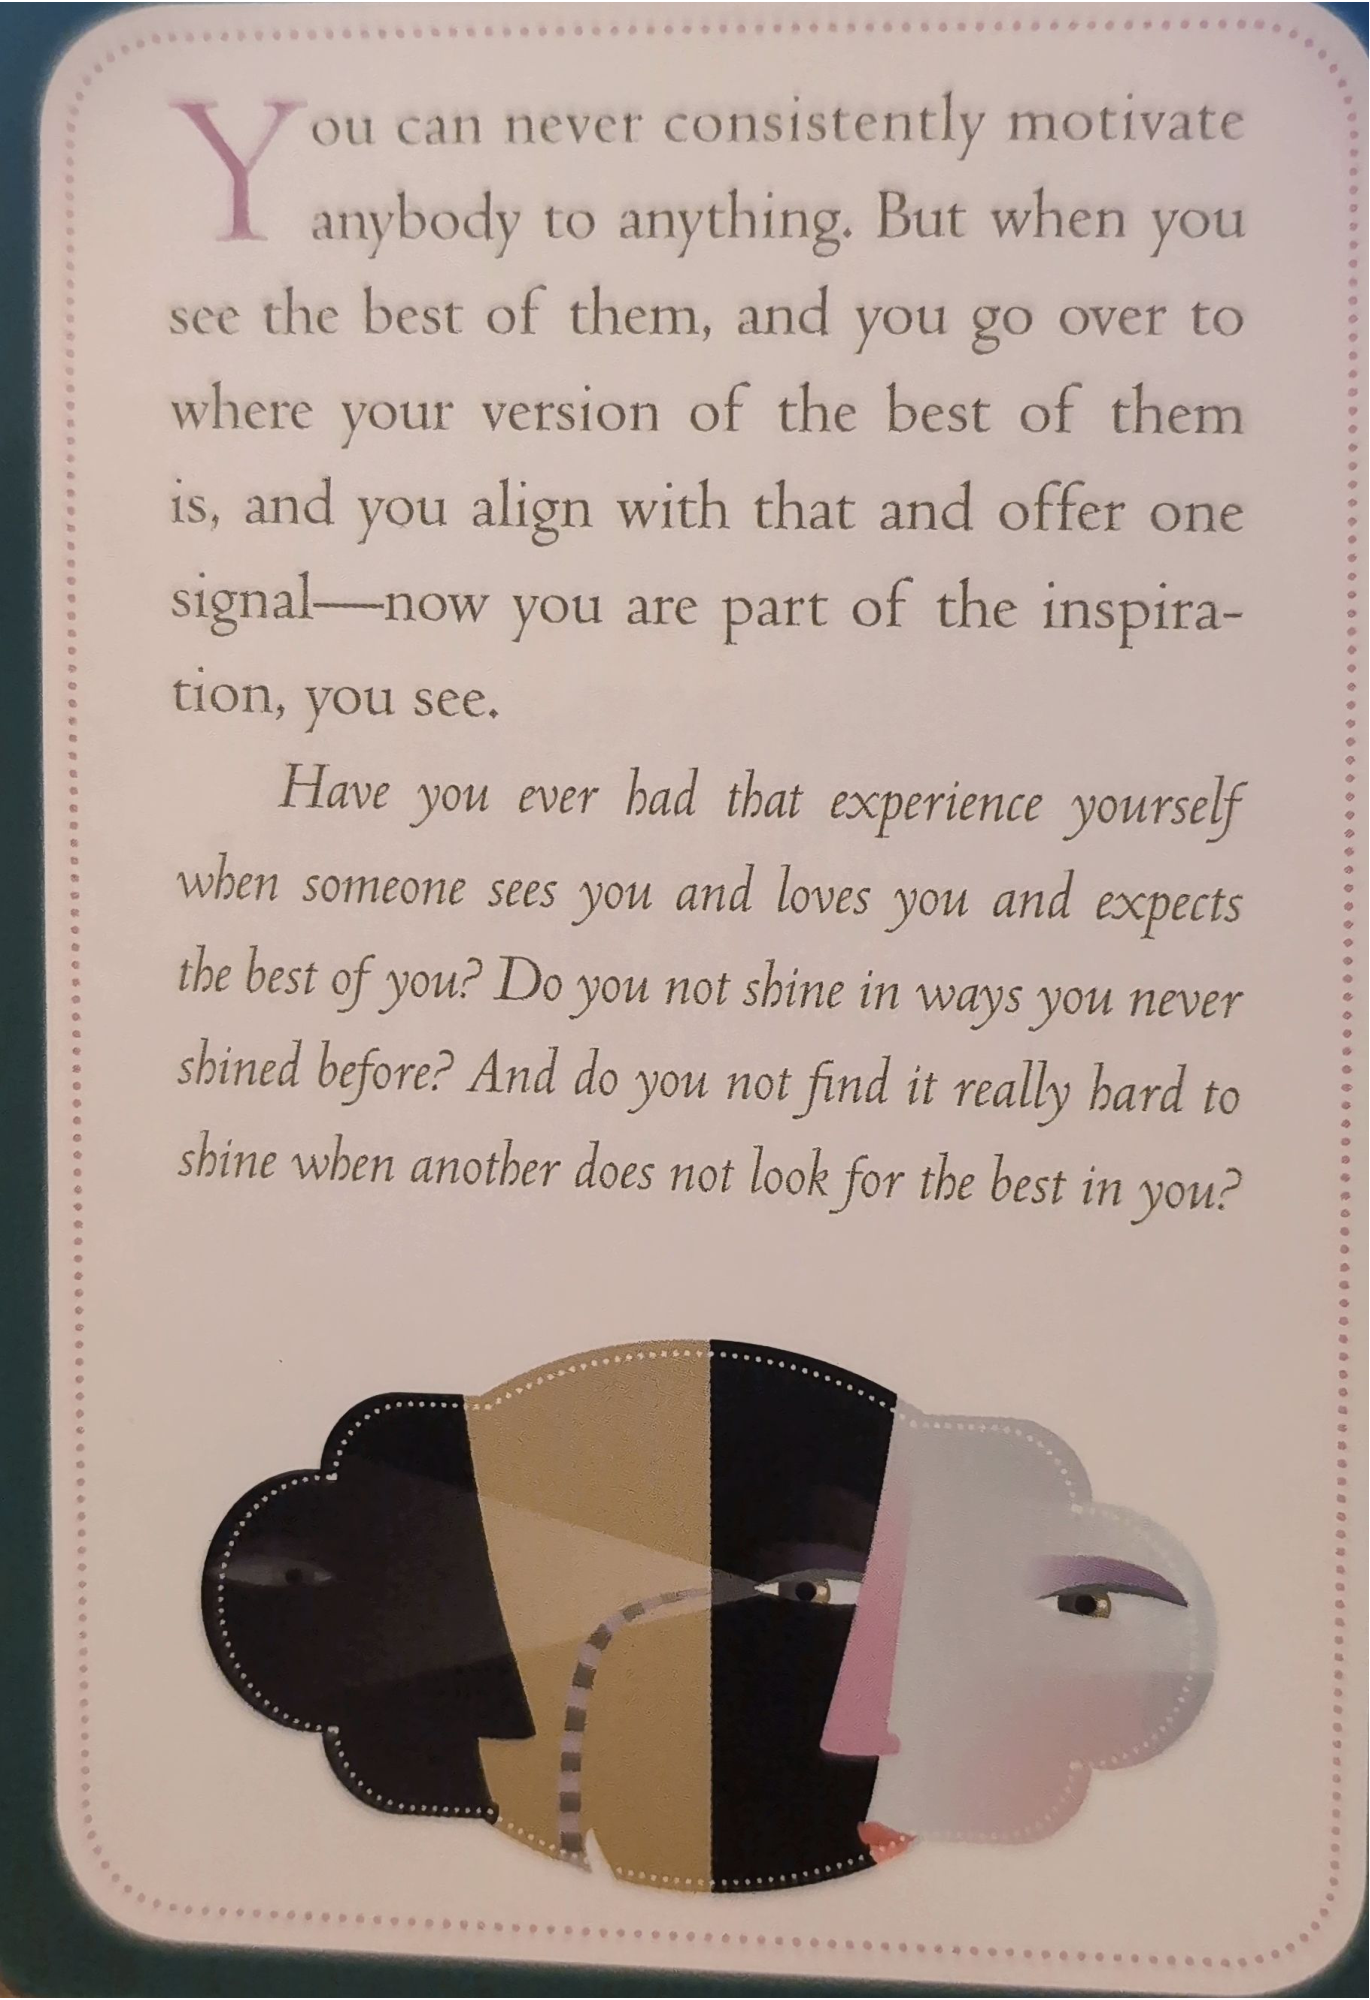 You can never consistently motivate
anybody to anything. But when you
see the best of them, and you go over to
where your version of the best of them
is, and you align with that and offer one
signal—now you are part of the inspira-
tion, you see.
Have you ever had that experience yourself
when someone sees you and loves you and expects
the best of you? Do you not shine in ways you never
shined before? And do you not find it really hard to
shine when another does not look for the best in you?